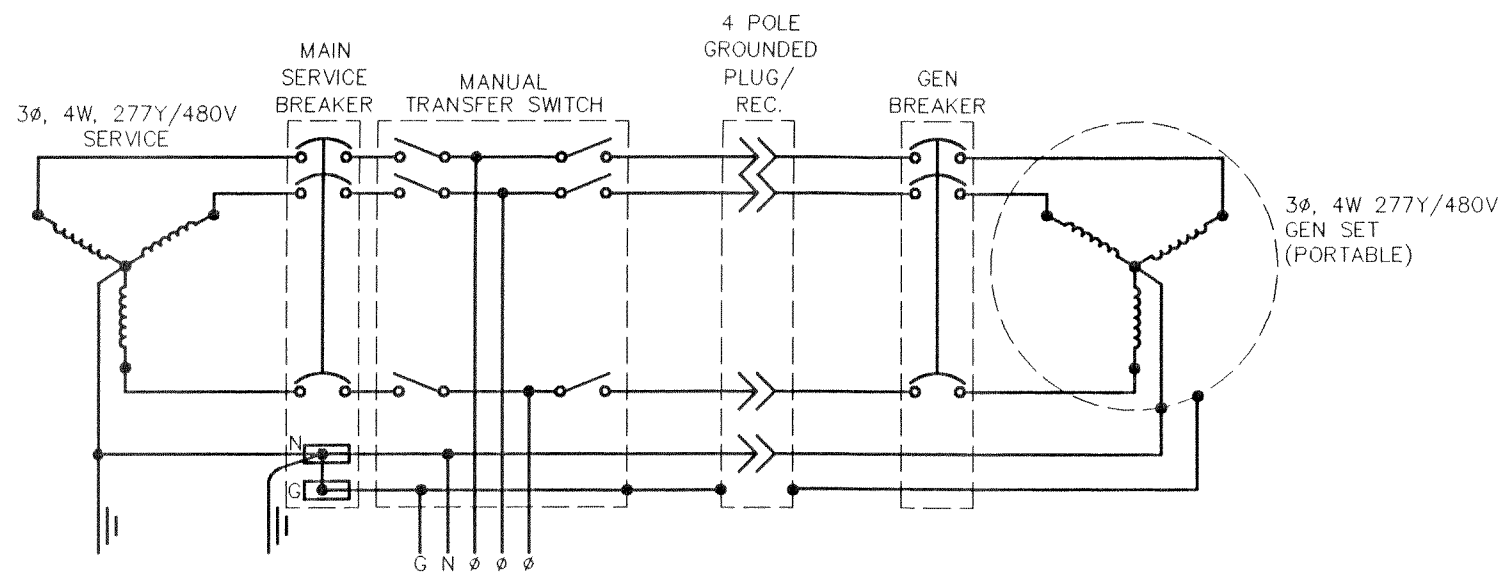 4 POLE
GROUNDED
PLUG/
REC.
MAIN
SERVICE
BREAKER
MANUAL
TRANSFER SWITCH
GEN
BREAKER
3ø, 4W, 277Y/480V
SERVICE
3ø, 4W 277Y/480V
GEN SET
(PORTABLE)
N
G
G N ø ø ø